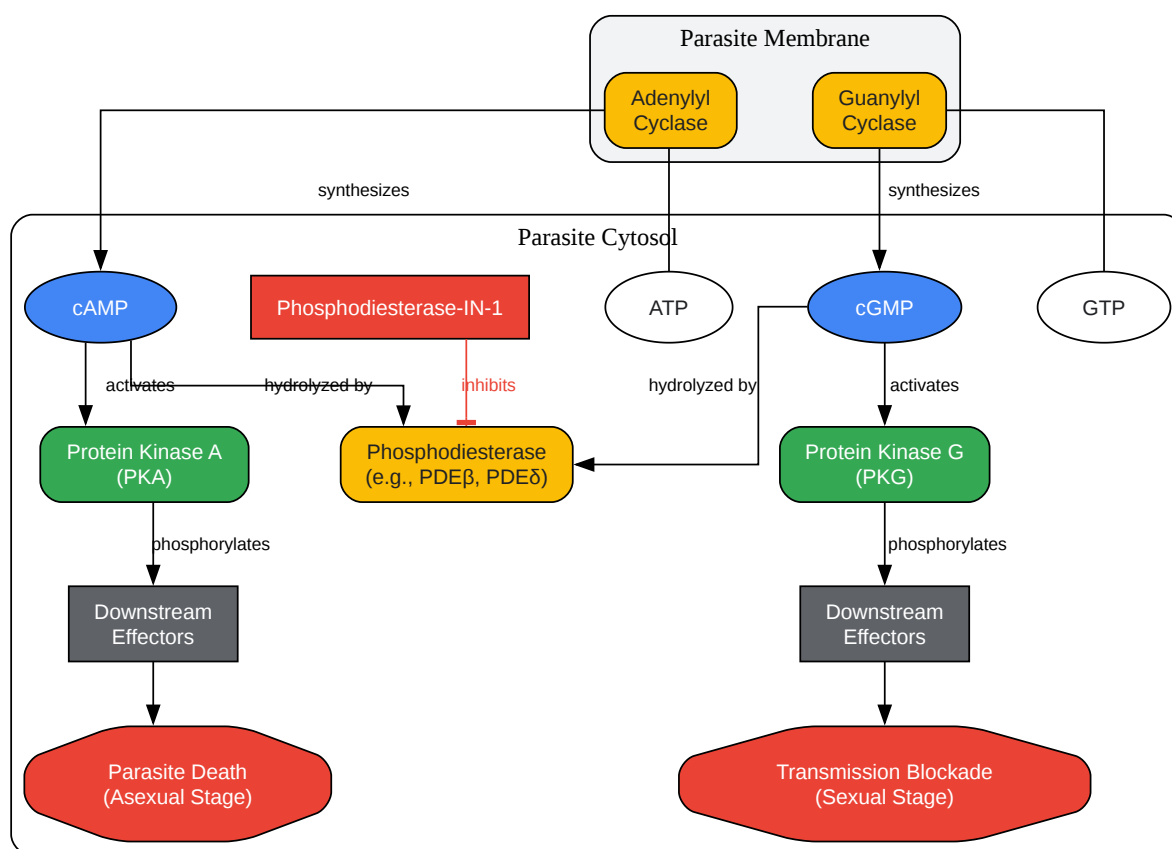 Parasite Membrane
Adenylyl
Cyclase
Guanylyl
Cyclase
synthesizes
synthesizes
Parasite Cytosol
cAMP
Phosphodiesterase-IN-1
ATP
cGMP
GTP
activates
hydrolyzed by
inhibits
hydrolyzed by
activates
Protein Kinase A
(PKA)
Phosphodiesterase
(e.g., PDEβ, PDEδ)
Protein Kinase G
(PKG)
phosphorylates
phosphorylates
Downstream
Effectors
Downstream
Effectors
Parasite Death
(Asexual Stage)
Transmission Blockade
(Sexual Stage)